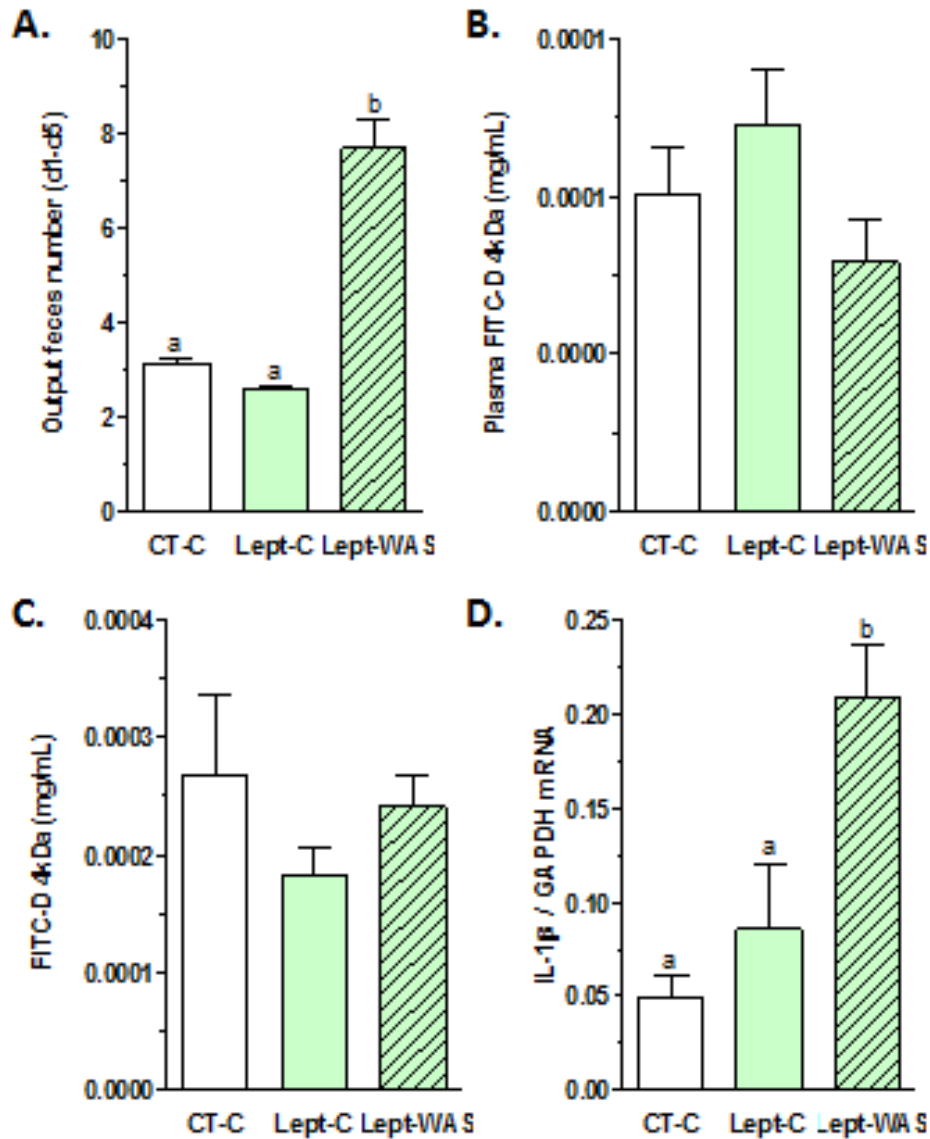 A.
Output feces number (d1-d5)
10
8
6
4
2
0
a
a
b
CT-C Lept-C Lept-WAS
B.
Plasma FITC-D 4kDa (mg/mL)
0.0001
0.0001
0.0000
0.0000
CT-C Lept-C Lept-WAS
C.
FITC-D 4kDa (mg/mL)
0.0004
0.0003
0.0002
0.0001
0.0000
CT-C Lept-C Lept-WAS
D.
IL-1β / GAPDH mRNA
0.25
0.20
0.15
0.10
0.05
0.00
a
a
b
CT-C Lept-C Lept-WAS